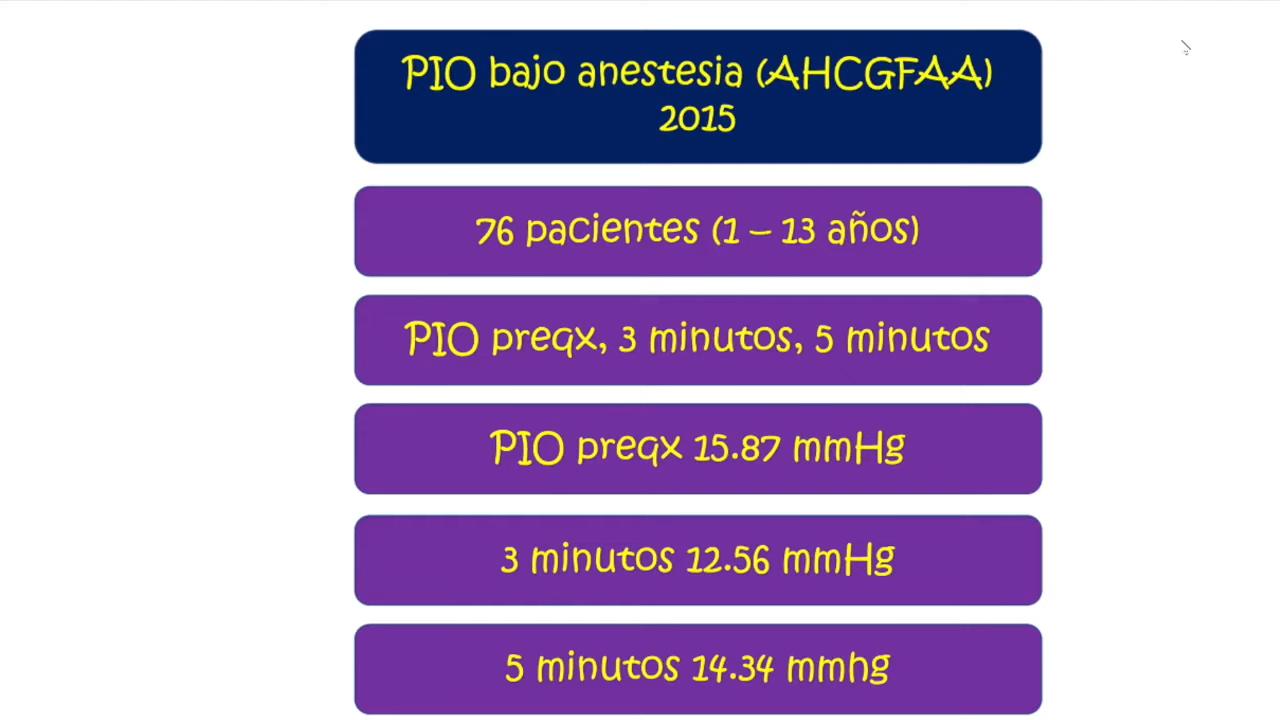 PIO bajo anestesia (AHCGFAA)
2015
76 pacientes (1 – 13 años)
PIO preqx, 3 minutos, 5 minutos
PIO preqx 15.87 mmHg
3 minutos 12.56 mmHg
5 minutos 14.34 mmhg